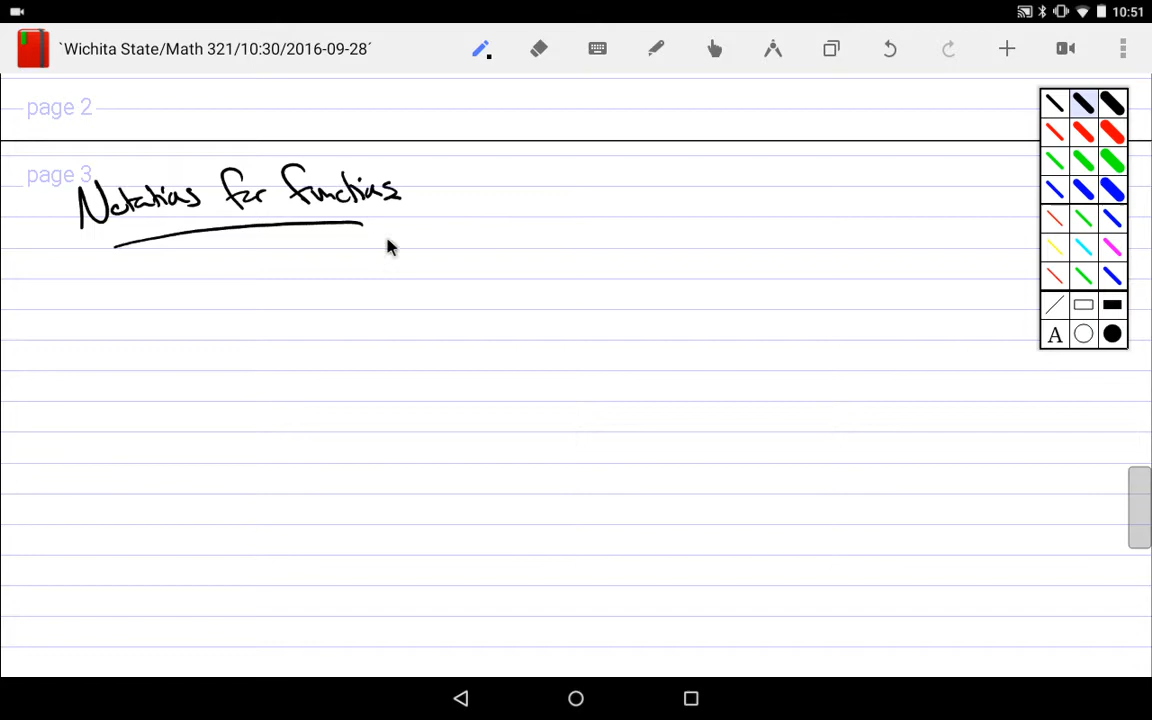 10:51
`Wichita State/Math 321/10:30/2016-09-28´
page 2
page 3
Notations for functions
A